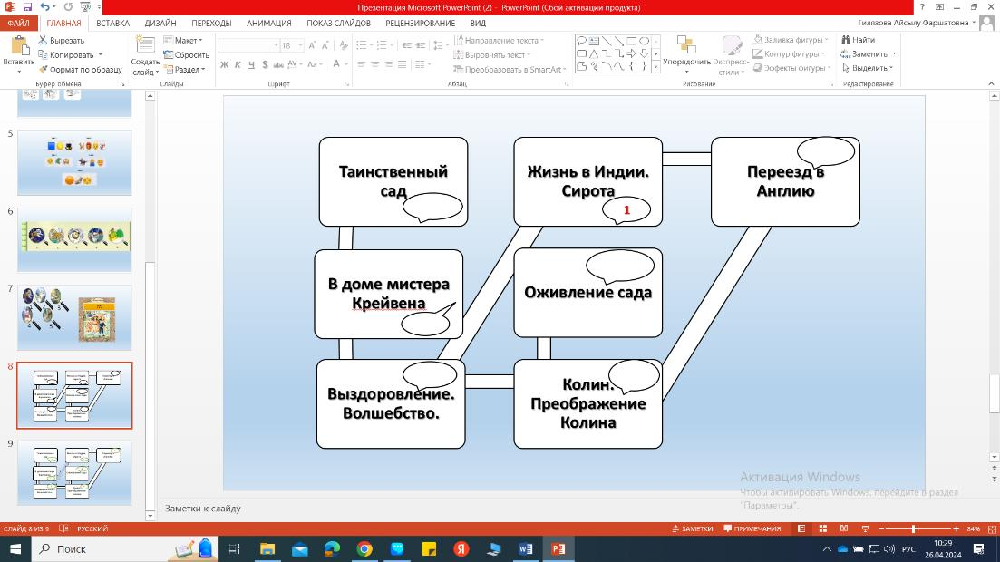 Презентация Microsoft PowerPoint (2) - PowerPoint (Сбой активации продукта)
ФАЙЛ ГЛАВНАЯ ВСТАВКА ДИЗАЙН ПЕРЕХОДЫ АНИМАЦИЯ ПОКАЗ СЛАЙДОВ РЕЦЕНЗИРОВАНИЕ ВИД
Гилязова Айсылу Фаршатовна
Вставить
Вырезать
Копировать
Формат по образцу
Буфер обмена
Создать слайд
Макет
Сбросить
Раздел
Слайды
18
Ж К Ч S abc AV Aa A
Шрифт
Направление текста
Выровнять текст
Преобразовать в SmartArt
Абзац
Упорядочить
Экспресс-стили
Заливка фигуры
Контур фигуры
Эффекты фигуры
Рисование
Найти
Заменить
Выделить
Редактирование
5
6
7
8
9
Таинственный
сад
Жизнь в Индии.
Сирота
1
Переезд в
Англию
В доме мистера
Крейвена
Оживление сада
Выздоровление.
Волшебство.
Колин.
Преображение
Колина
Активация Windows
Чтобы активировать Windows, перейдите в раздел
"Параметры".
Заметки к слайду
СЛАЙД 8 ИЗ 9 РУССКИЙ ЗАМЕТКИ ПРИМЕЧАНИЯ 84%
Поиск
РУС
10:29
26.04.2024